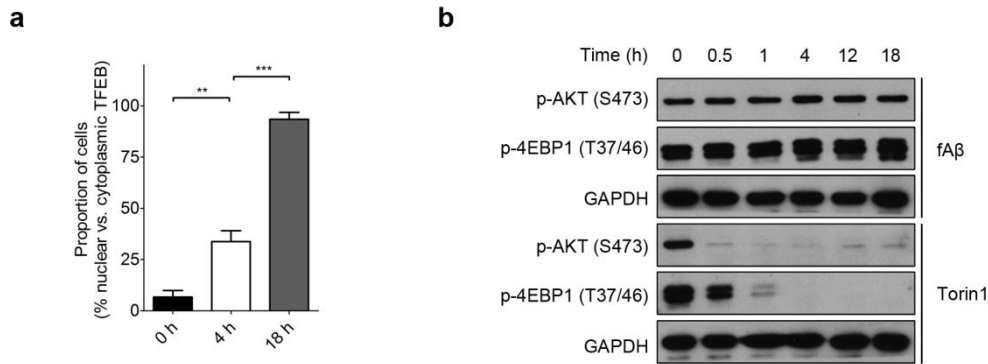 a
Proportion of cells
(% nuclear vs. cytoplasmic TFEB)
100
75
50
25
0
**
***
0 h
4 h
18 h
b
Time (h) 0 0.5 1 4 12 18
p-AKT (S473)
p-4EBP1 (T37/46)
GAPDH
fAβ
p-AKT (S473)
p-4EBP1 (T37/46)
GAPDH
Torin1